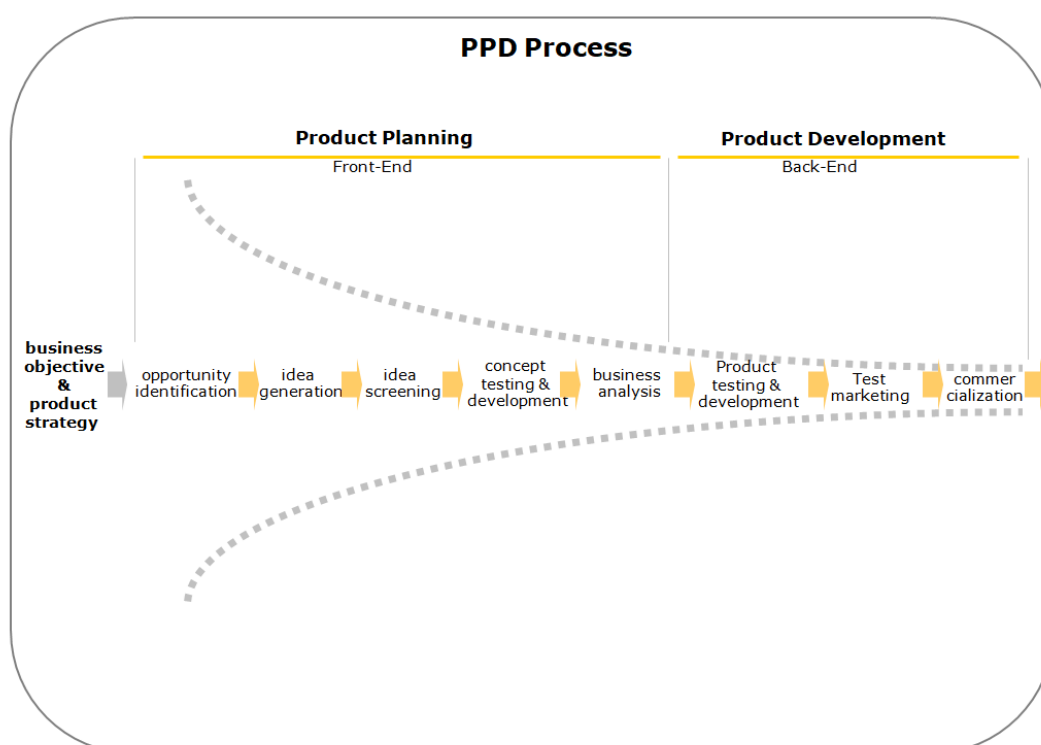 PPD Process
Product Planning
Front-End
Product Development
Back-End
business
objective
&
product
strategy
opportunity
identification
idea
generation
idea
screening
concept
testing &
development
business
analysis
Product
testing &
development
Test
marketing
commer
cialization